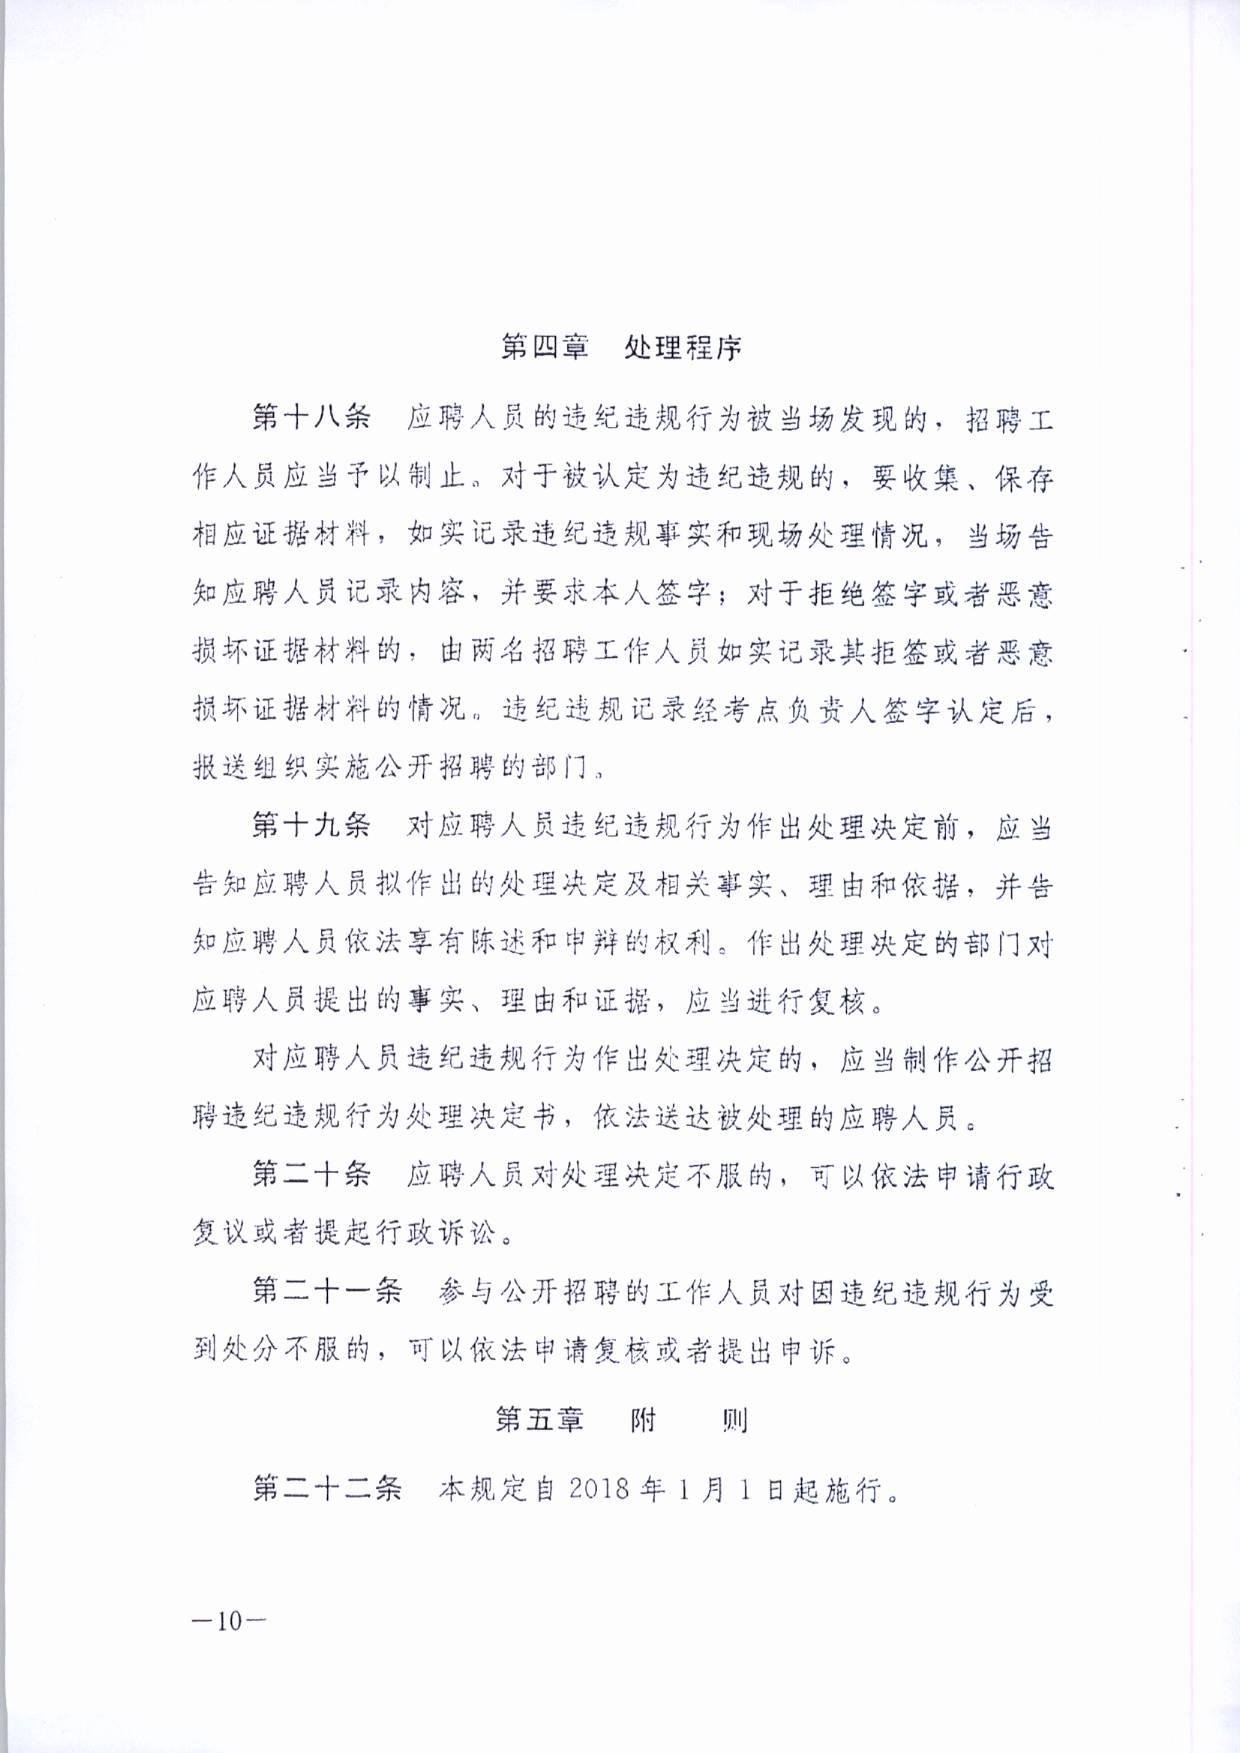 第四章　处理程序
第十八条　应聘人员的违纪违规行为被当场发现的，招聘工
作人员应当予以制止。对于被认定为违纪违规的，要收集、保存
相应证据材料，如实记录违纪违规事实和现场处理情况，当场告
知应聘人员记录内容，并要求本人签字；对于拒绝签字或者恶意
损坏证据材料的，由两名招聘工作人员如实记录其拒签或者恶意
损坏证据材料的情况。违纪违规记录经考点负责人签字认定后，
报送组织实施公开招聘的部门。
第十九条　对应聘人员违纪违规行为作出处理决定前，应当
告知应聘人员拟作出的处理决定及相关事实、理由和依据，并告
知应聘人员依法享有陈述和申辩的权利。作出处理决定的部门对
应聘人员提出的事实、理由和证据，应当进行复核。
对应聘人员违纪违规行为作出处理决定的，应当制作公开招
聘违纪违规行为处理决定书，依法送达被处理的应聘人员。
第二十条　应聘人员对处理决定不服的，可以依法申请行政
复议或者提起行政诉讼。
第二十一条　参与公开招聘的工作人员对因违纪违规行为受
到处分不服的，可以依法申请复核或者提出申诉。
第五章　附　则
第二十二条　本规定自 2018 年 1 月 1 日起施行。
—10—